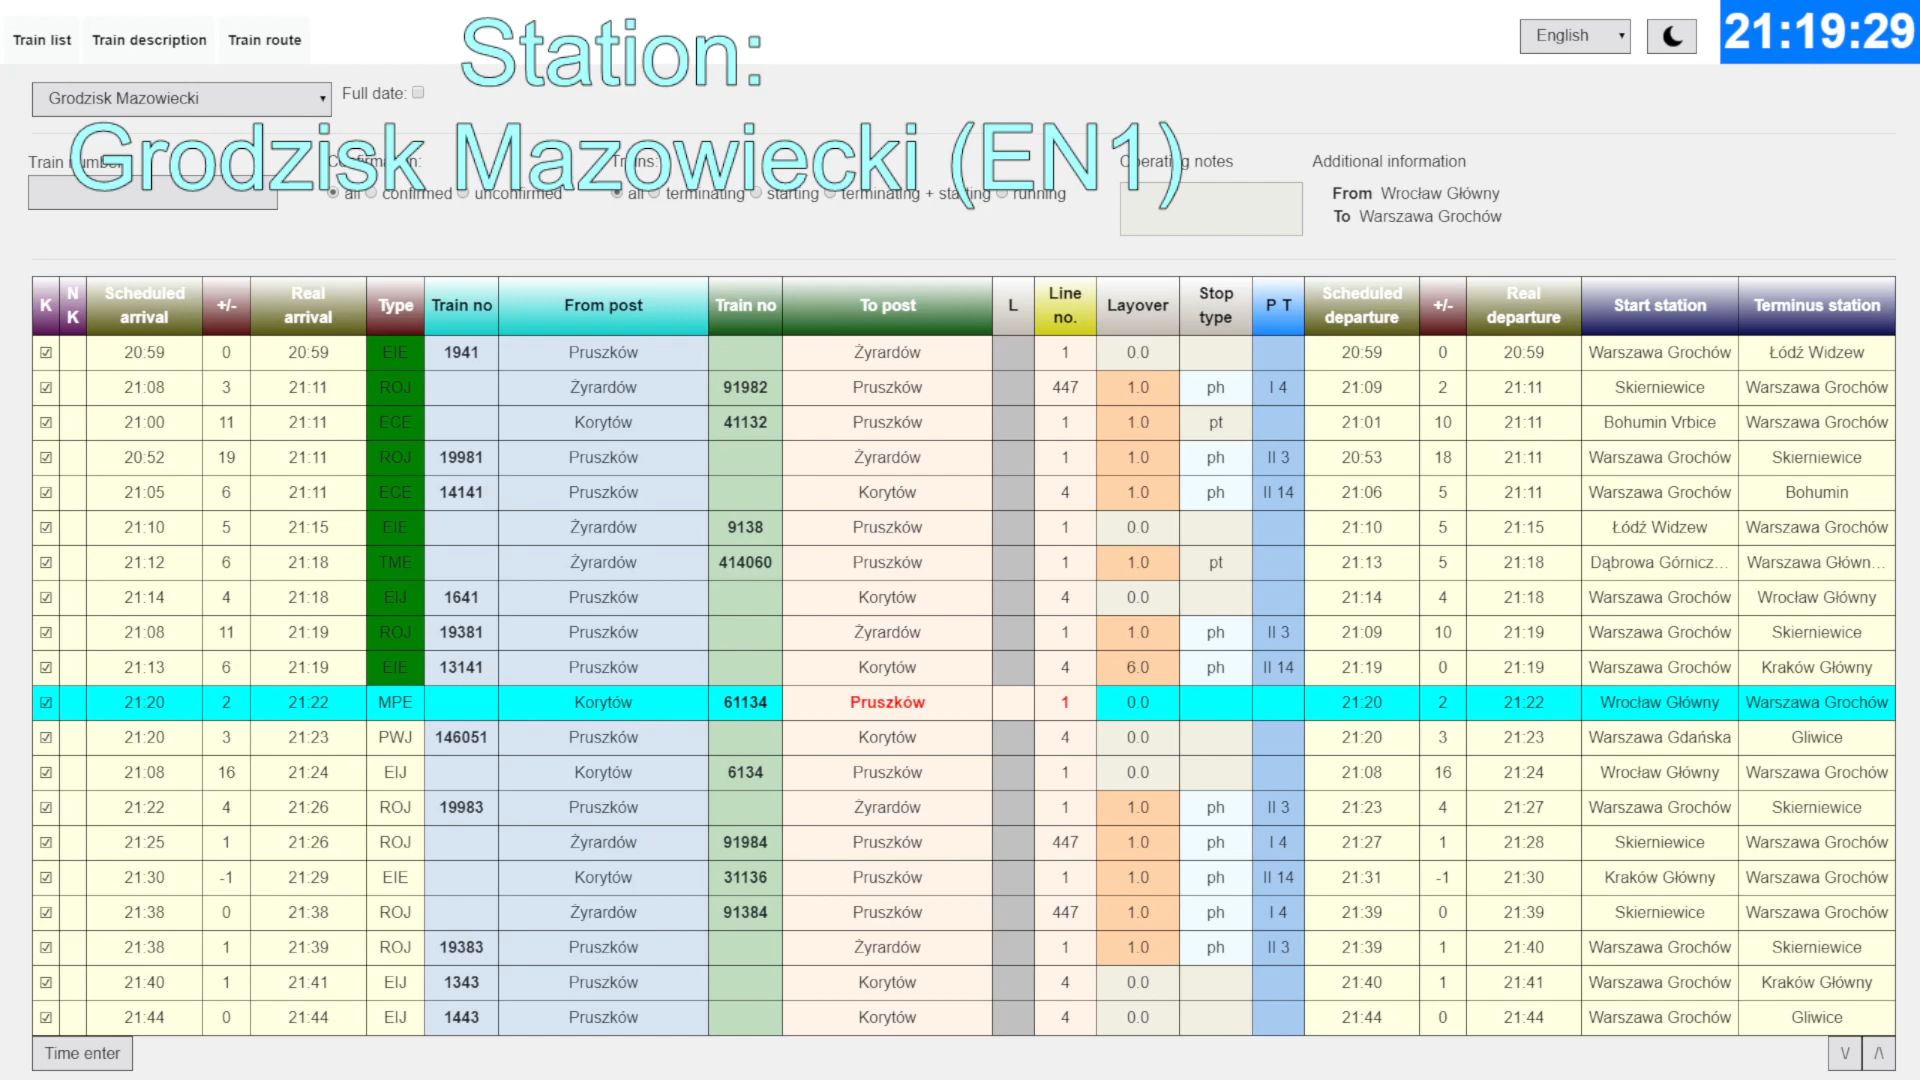 Train list Train description Train route
Station:
English
21:19:29
Grodzisk Mazowiecki
Full date:
Grodzisk Mazowiecki (EN1)
Train number Confirmation: Trains: Operating notes Additional information
all confirmed unconfirmed all terminating starting terminating + starting running
From Wrocław Główny
To Warszawa Grochów
K N K Scheduled arrival +/- Real arrival Type Train no From post Train no To post L Line no. Layover Stop type P T Scheduled departure +/- Real departure Start station Terminus station
20:59 0 20:59 EIE 1941 Pruszków Żyrardów 1 0.0 20:59 0 20:59 Warszawa Grochów Łódź Widzew
21:08 3 21:11 ROJ Żyrardów 91982 Pruszków 447 1.0 ph I 4 21:09 2 21:11 Skierniewice Warszawa Grochów
21:00 11 21:11 ECE Korytów 41132 Pruszków 1 1.0 pt 21:01 10 21:11 Bohumin Vrbice Warszawa Grochów
20:52 19 21:11 ROJ 19981 Pruszków Żyrardów 1 1.0 ph II 3 20:53 18 21:11 Warszawa Grochów Skierniewice
21:05 6 21:11 ECE 14141 Pruszków Korytów 4 1.0 ph II 14 21:06 5 21:11 Warszawa Grochów Bohumin
21:10 5 21:15 EIE Żyrardów 9138 Pruszków 1 0.0 21:10 5 21:15 Łódź Widzew Warszawa Grochów
21:12 6 21:18 TME Żyrardów 414060 Pruszków 1 1.0 pt 21:13 5 21:18 Dąbrowa Górnicz... Warszawa Główn...
21:14 4 21:18 EIJ 1641 Pruszków Korytów 4 0.0 21:14 4 21:18 Warszawa Grochów Wrocław Główny
21:08 11 21:19 ROJ 19381 Pruszków Żyrardów 1 1.0 ph II 3 21:09 10 21:19 Warszawa Grochów Skierniewice
21:13 6 21:19 EIE 13141 Pruszków Korytów 4 6.0 ph II 14 21:19 0 21:19 Warszawa Grochów Kraków Główny
21:20 2 21:22 MPE Korytów 61134 Pruszków 1 0.0 21:20 2 21:22 Wrocław Główny Warszawa Grochów
21:20 3 21:23 PWJ 146051 Pruszków Korytów 4 0.0 21:20 3 21:23 Warszawa Gdańska Gliwice
21:08 16 21:24 EIJ Korytów 6134 Pruszków 1 0.0 21:08 16 21:24 Wrocław Główny Warszawa Grochów
21:22 4 21:26 ROJ 19983 Pruszków Żyrardów 1 1.0 ph II 3 21:23 4 21:27 Warszawa Grochów Skierniewice
21:25 1 21:26 ROJ Żyrardów 91984 Pruszków 447 1.0 ph I 4 21:27 1 21:28 Skierniewice Warszawa Grochów
21:30 -1 21:29 EIE Korytów 31136 Pruszków 1 1.0 ph II 14 21:31 -1 21:30 Kraków Główny Warszawa Grochów
21:38 0 21:38 ROJ Żyrardów 91384 Pruszków 447 1.0 ph I 4 21:39 0 21:39 Skierniewice Warszawa Grochów
21:38 1 21:39 ROJ 19383 Pruszków Żyrardów 1 1.0 ph II 3 21:39 1 21:40 Warszawa Grochów Skierniewice
21:40 1 21:41 EIJ 1343 Pruszków Korytów 4 0.0 21:40 1 21:41 Warszawa Grochów Kraków Główny
21:44 0 21:44 EIJ 1443 Pruszków Korytów 4 0.0 21:44 0 21:44 Warszawa Grochów Gliwice
Time enter \/ /\